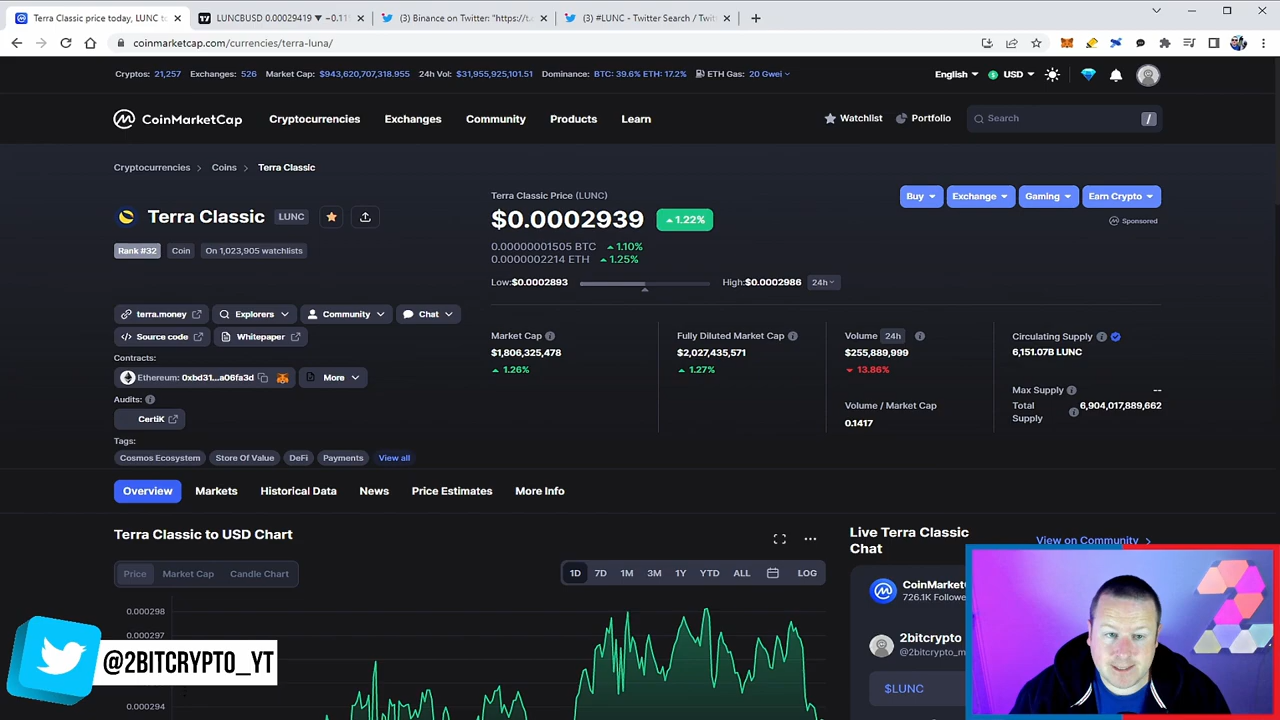 Terra Classic price today, LUNC to
LUNCBUSD 0.00029419 ▼ −0.11
(3) Binance on Twitter: "https://t.
(3) #LUNC - Twitter Search / Twitt
coinmarketcap.com/currencies/terra-luna/
Cryptos: 21,257 Exchanges: 526 Market Cap: $943,620,707,318.955 24h Vol: $31,955,925,101.51 Dominance: BTC: 39.6% ETH: 17.2% ETH Gas: 20 Gwei
English USD
CoinMarketCap Cryptocurrencies Exchanges Community Products Learn
Watchlist Portfolio Search /
Cryptocurrencies > Coins > Terra Classic
Terra Classic LUNC
Rank #32 Coin On 1,023,905 watchlists
Terra Classic Price (LUNC)
$0.0002939 1.22%
0.00000001505 BTC 1.10%
0.0000002214 ETH 1.25%
Low:$0.0002893 High:$0.0002986 24h
Buy Exchange Gaming Earn Crypto
Sponsored
terra.money Explorers Community Chat
Source code Whitepaper
Contracts:
Ethereum: 0xbd31...a06fa3d More
Audits:
CertiK
Tags:
Cosmos Ecosystem Store Of Value DeFi Payments View all
Market Cap
$1,806,325,478
1.26%
Fully Diluted Market Cap
$2,027,435,571
1.27%
Volume 24h
$255,889,999
13.86%
Volume / Market Cap
0.1417
Circulating Supply
6,151.07B LUNC
Max Supply --
Total Supply 6,904,017,889,662
Overview Markets Historical Data News Price Estimates More Info
Terra Classic to USD Chart
Price Market Cap Candle Chart
1D 7D 1M 3M 1Y YTD ALL LOG
0.000298
0.000297
0.000294
Live Terra Classic
Chat
View on Community >
CoinMarketC
726.1K Followe
2bitcrypto
@2bitcrypto_m
$LUNC
@2BITCRYPTO_YT